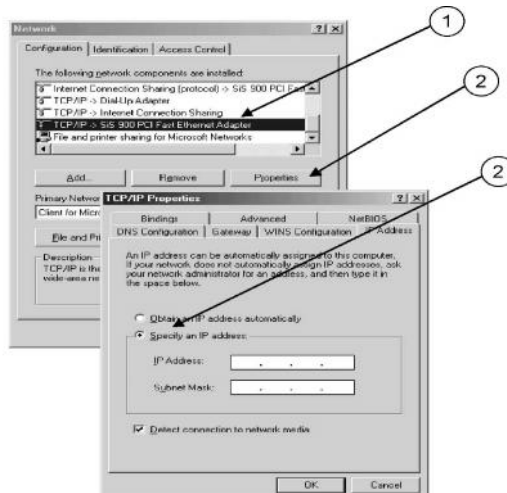 Network
1
Configuration Identification Access Control
2
The following network components are installed:
Internet Connection Sharing (protocol) -> SiS 900 PCI Fast
TCP/IP -> Dial-Up Adapter
TCP/IP -> Internet Connection Sharing
TCP/IP -> SiS 900 PCI Fast Ethernet Adapter
File and printer sharing for Microsoft Networks
Add... Remove Properties
2
Primary Networ
Client for Micro
File and Pri
Description
TCP/IP is the
wide-area ne
TCP/IP Properties
Bindings Advanced NetBIOS
DNS Configuration Gateway WINS Configuration IP Address
An IP address can be automatically assigned to this computer.
If your network does not automatically assign IP addresses, ask
your network administrator for an address, and then type it in
the space below.
Obtain an IP address automatically
Specify an IP address:
IP Address: . . .
Subnet Mask: . . .
Detect connection to network media
OK Cancel